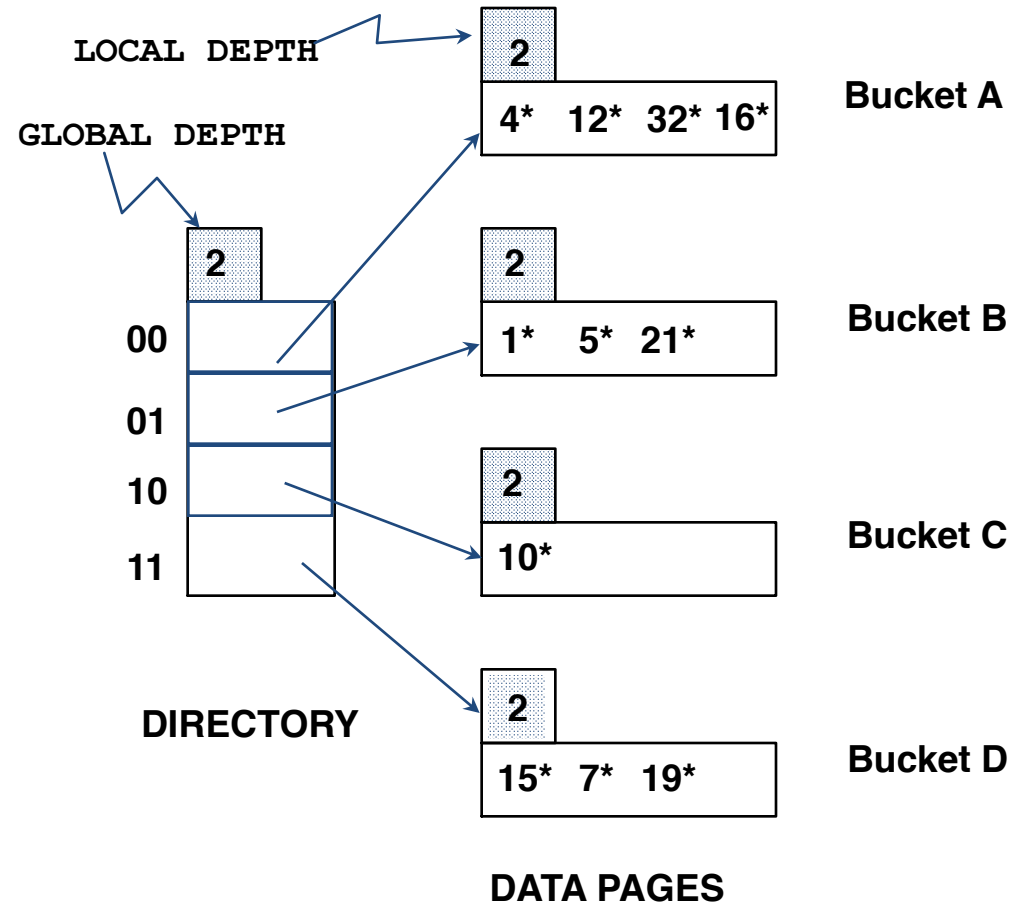 LOCAL DEPTH
2
4* 12* 32* 16*
Bucket A
GLOBAL DEPTH
2
00
01
10
11
2
1* 5* 21*
Bucket B
2
10*
Bucket C
DIRECTORY
2
15* 7* 19*
Bucket D
DATA PAGES